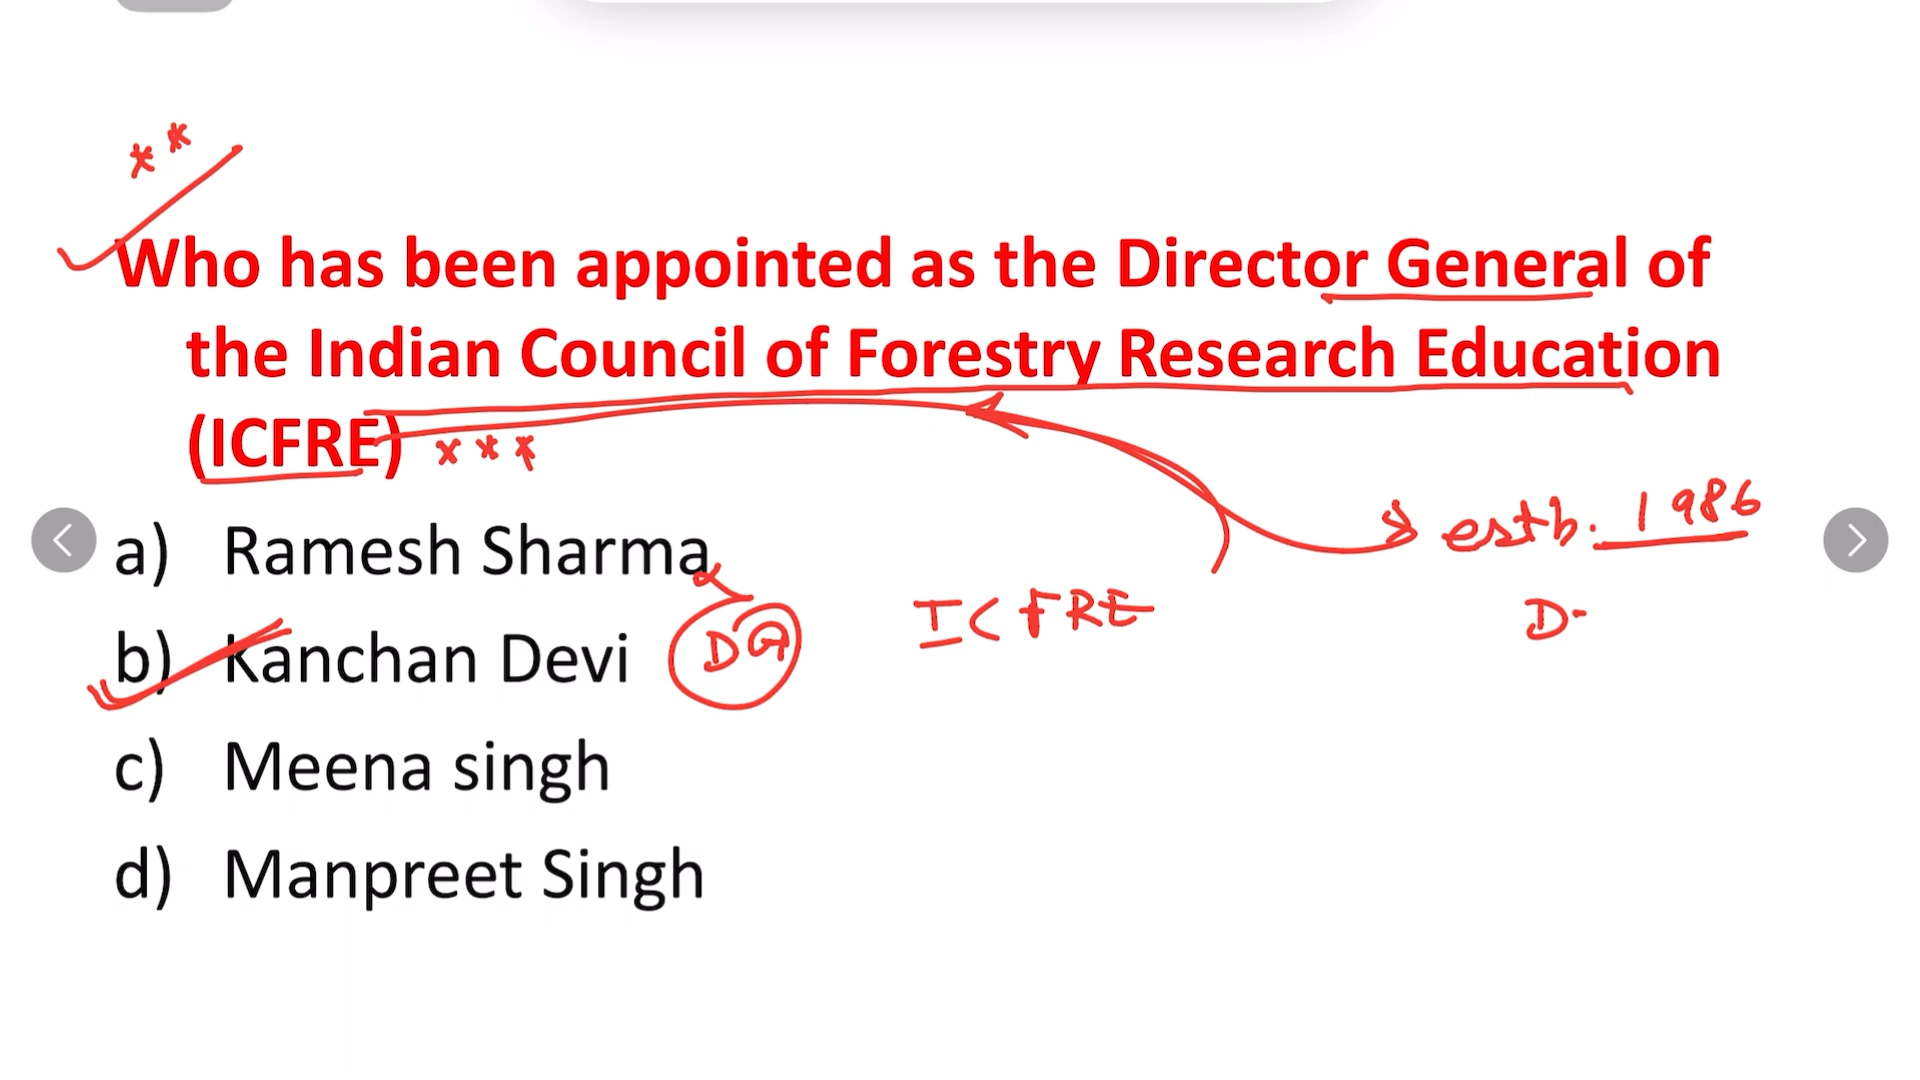 * *
Who has been appointed as the Director General of
the Indian Council of Forestry Research Education
(ICFRE) * * *
estb. 1986
a) Ramesh Sharma
ICFRE
D-
b) Kanchan Devi DG
c) Meena singh
d) Manpreet Singh